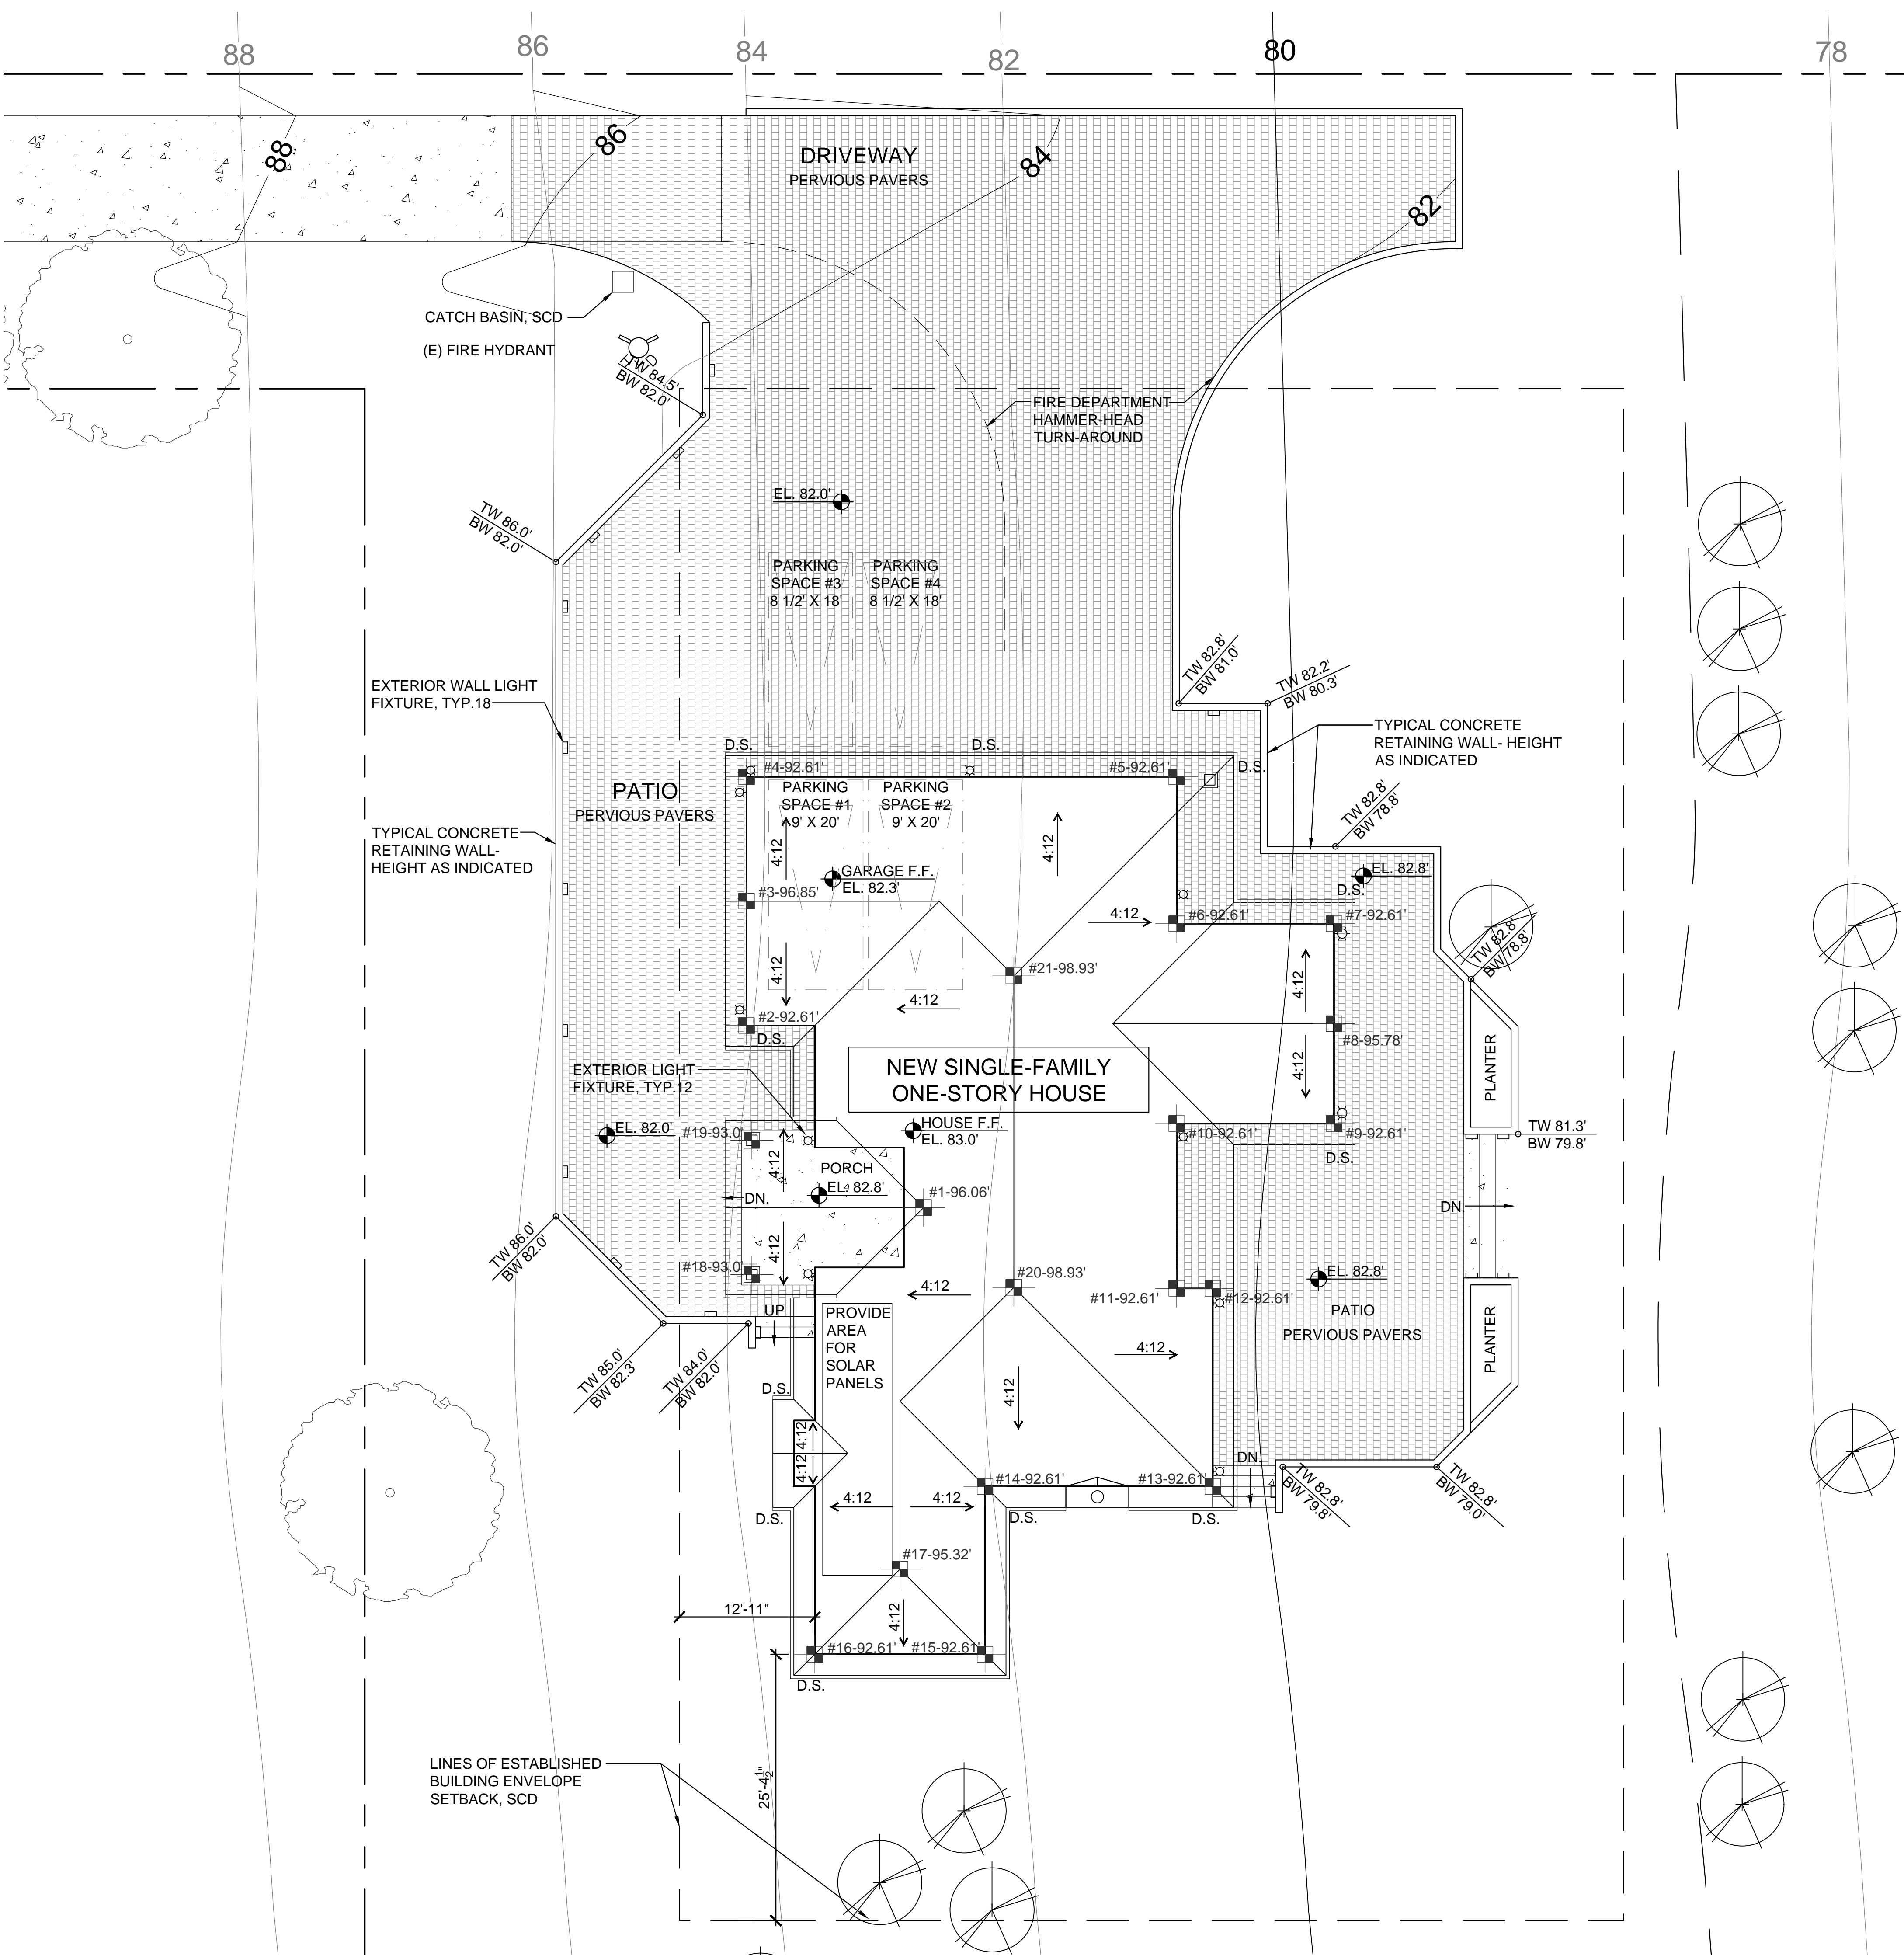 88
86
84
82
80
78
88
86
84
82
DRIVEWAY
PERVIOUS PAVERS
CATCH BASIN, SCD
(E) FIRE HYDRANT
TW 84.5'
BW 82.0'
FIRE DEPARTMENT
HAMMER-HEAD
TURN-AROUND
EL. 82.0'
TW 86.0'
BW 82.0'
PARKING
SPACE #3
8 1/2' X 18'
PARKING
SPACE #4
8 1/2' X 18'
TW 82.8'
BW 81.0'
TW 82.2'
BW 80.3'
EXTERIOR WALL LIGHT
FIXTURE, TYP.18
TYPICAL CONCRETE
RETAINING WALL- HEIGHT
AS INDICATED
D.S.
D.S.
D.S.
#4-92.61'
#5-92.61'
PATIO
PERVIOUS PAVERS
PARKING
SPACE #1
9' X 20'
PARKING
SPACE #2
9' X 20'
TW 82.8'
BW 78.8'
TYPICAL CONCRETE
RETAINING WALL-
HEIGHT AS INDICATED
4:12
4:12
GARAGE F.F.
EL. 82.3'
EL. 82.8'
D.S.
#3-96.85'
4:12
#6-92.61'
#7-92.61'
TW 82.8'
BW 78.8'
4:12
#21-98.93'
4:12
4:12
#2-92.61'
D.S.
#8-95.78'
4:12
EXTERIOR LIGHT
FIXTURE, TYP.12
NEW SINGLE-FAMILY
ONE-STORY HOUSE
PLANTER
EL. 82.0'
#19-93.0'
HOUSE F.F.
EL. 83.0'
#10-92.61'
#9-92.61'
D.S.
TW 81.3'
BW 79.8'
4:12
PORCH
EL. 82.8'
#1-96.06'
DN.
DN.
4:12
TW 86.0'
BW 82.0'
#18-93.0'
#20-98.93'
EL. 82.8'
4:12
#11-92.61'
#12-92.61'
UP
PROVIDE
AREA
FOR
SOLAR
PANELS
PATIO
PERVIOUS PAVERS
PLANTER
4:12
TW 85.0'
BW 82.3'
TW 84.0'
BW 82.0'
D.S.
4:12
4:12
4:12
DN.
#14-92.61'
#13-92.61'
TW 82.8'
BW 79.8'
TW 82.8'
BW 79.0'
4:12
4:12
D.S.
D.S.
D.S.
#17-95.32'
12'-11"
4:12
#16-92.61'
#15-92.61'
D.S.
LINES OF ESTABLISHED
BUILDING ENVELOPE
SETBACK, SCD
25'-4 1/2"